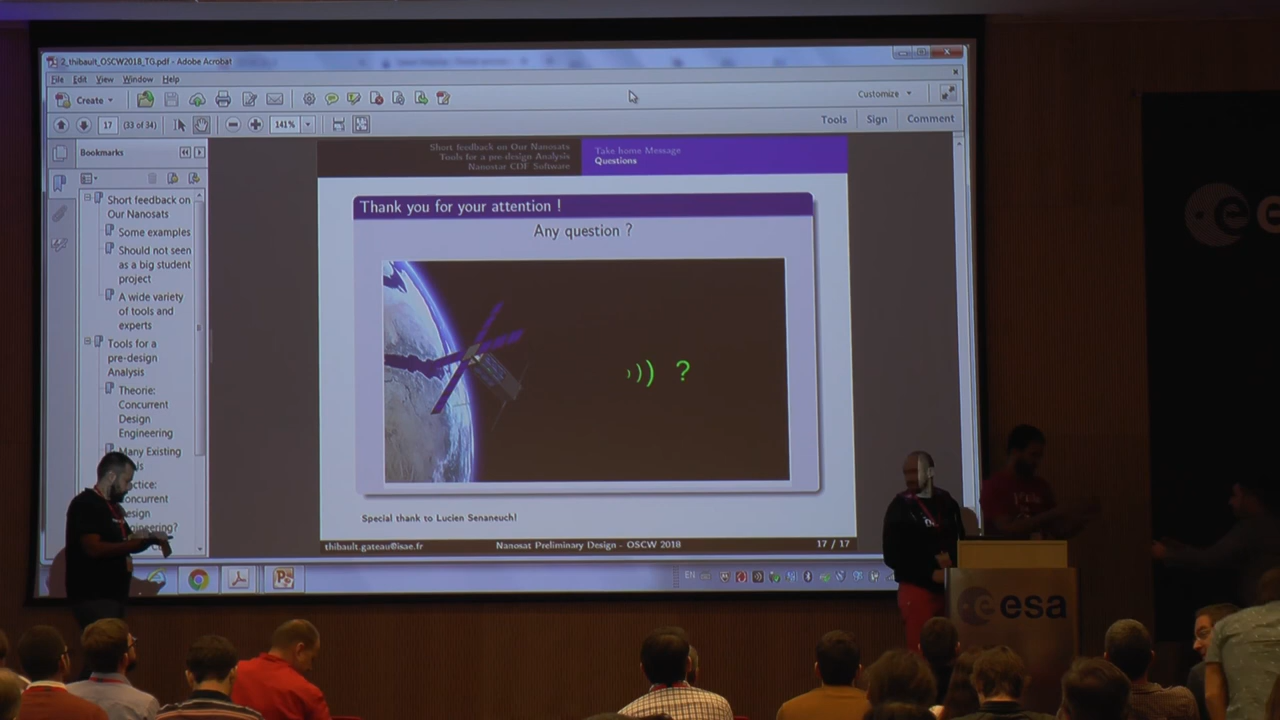 2_thibault_OSCW2018_TG.pdf - Adobe Acrobat
File Edit View Window Help
Create
Customize
17 (33 of 34) 141%
Tools Sign Comment
Bookmarks
Short feedback on
Our Nanosats
Some examples
Should not seen
as a big student
project
A wide variety
of tools and
experts
Tools for a
pre-design
Analysis
Theorie:
Concurrent
Design
Engineering
Many Existing
Short feedback on Our Nanosats
Tools for a pre-design Analysis
Nanostar CDF Software
Take home Message
Questions
Thank you for your attention !
Any question ?
))) ?
Special thank to Lucien Senaneuch!
thibault.gateau@isae.fr Nanosat Preliminary Design - OSCW 2018 17 / 17
EN
esa